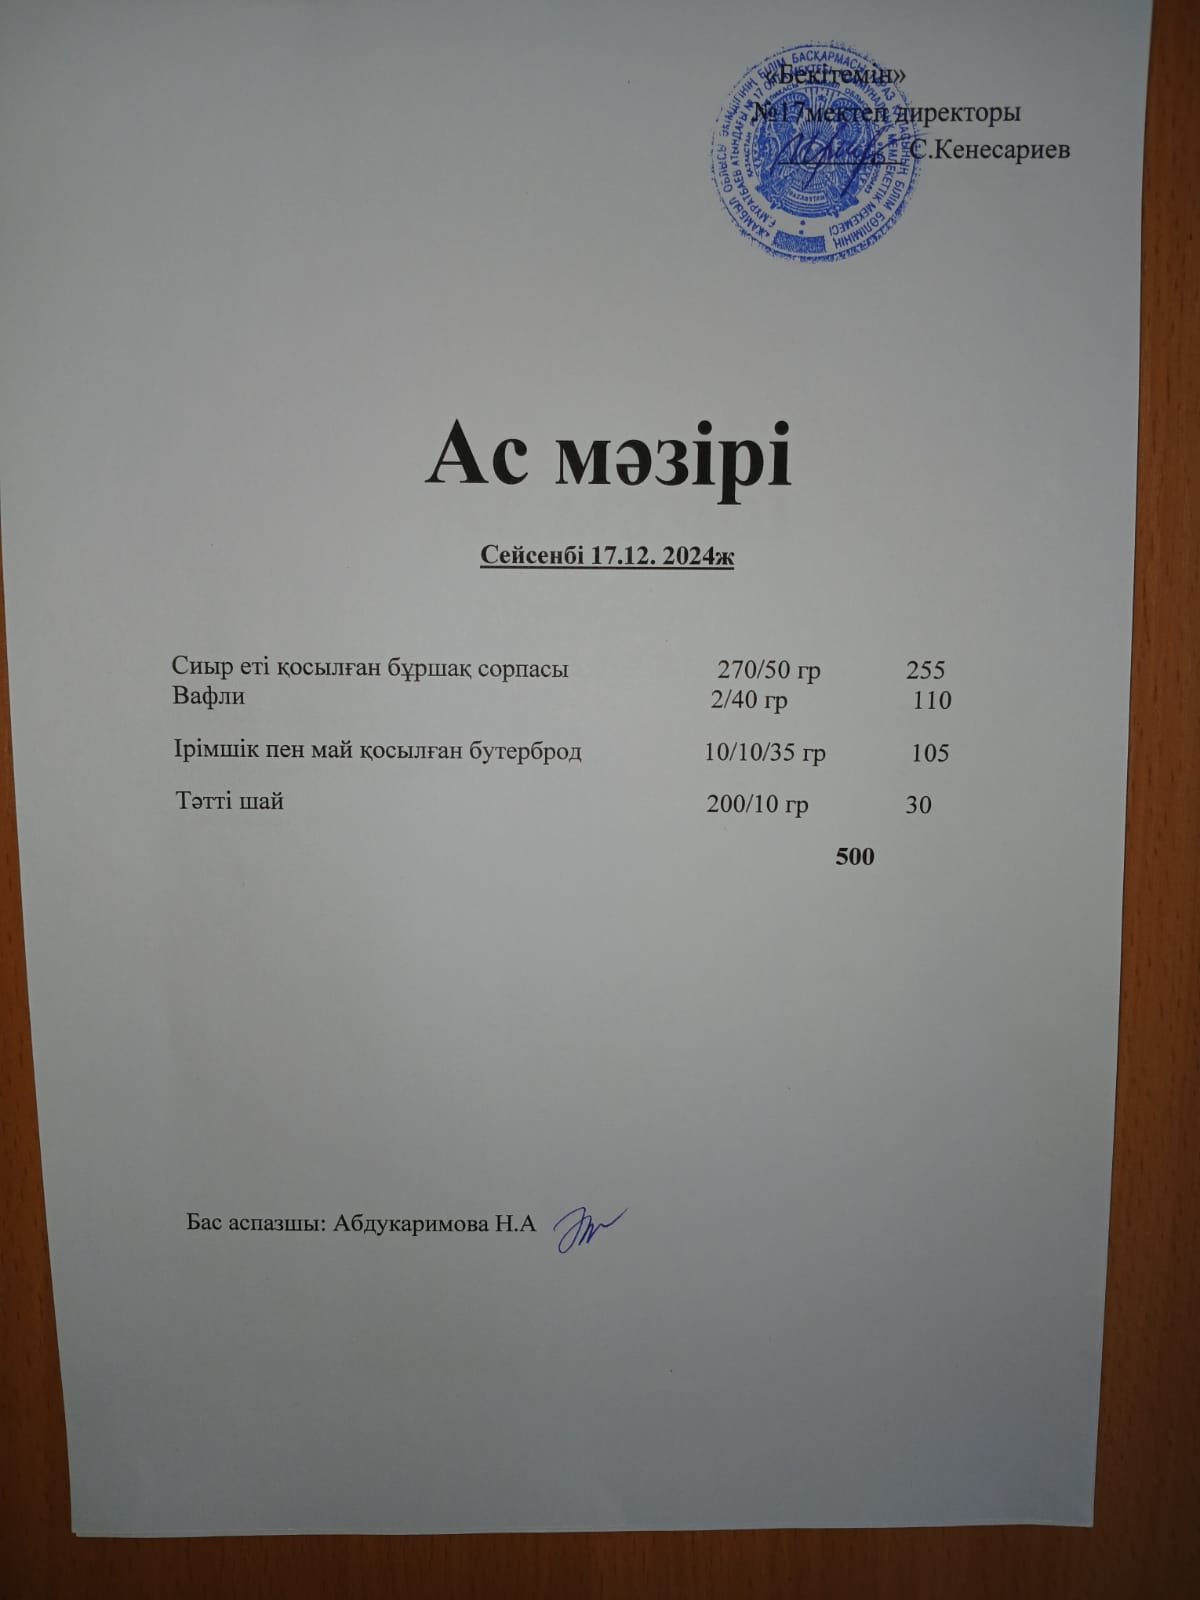 «Бекітемін»
№17мектеп директоры
С.Кенесариев
Ас мәзірі
Сейсенбі 17.12. 2024ж
Сиыр еті қосылған бұршақ сорпасы 270/50 гр 255
Вафли 2/40 гр 110
Ірімшік пен май қосылған бутерброд 10/10/35 гр 105
Тәтті шай 200/10 гр 30
500
Бас аспазшы: Абдукаримова Н.А